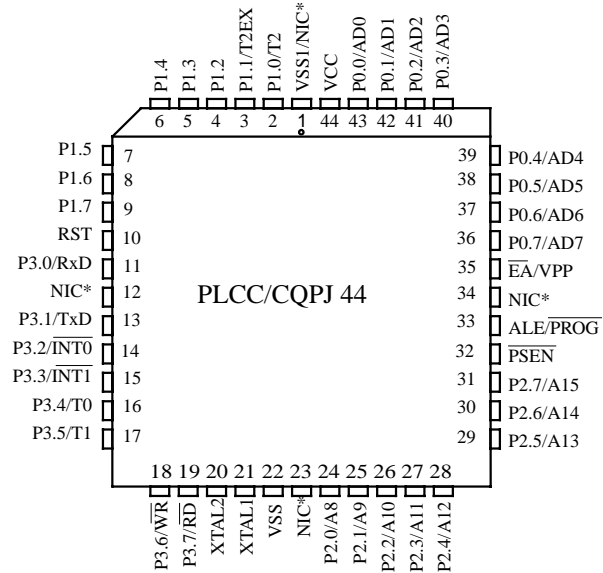 P1.4
P1.3
P1.2
P1.1/T2EX
P1.0/T2
VSS1/NIC*
VCC
P0.0/AD0
P0.1/AD1
P0.2/AD2
P0.3/AD3
6 5 4 3 2 1 44 43 42 41 40
P1.5 7 39 P0.4/AD4
P1.6 8 38 P0.5/AD5
P1.7 9 37 P0.6/AD6
RST 10 36 P0.7/AD7
P3.0/RxD 11 35 E̅A̅/VPP
NIC* 12 34 NIC*
PLCC/CQPJ 44
P3.1/TxD 13 33 ALE/P̅R̅O̅G̅
P3.2/I̅N̅T̅0̅ 14 32 P̅S̅E̅N̅
P3.3/I̅N̅T̅1̅ 15 31 P2.7/A15
P3.4/T0 16 30 P2.6/A14
P3.5/T1 17 29 P2.5/A13
18 19 20 21 22 23 24 25 26 27 28
P3.6/W̅R̅
P3.7/R̅D̅
XTAL2
XTAL1
VSS
NIC*
P2.0/A8
P2.1/A9
P2.2/A10
P2.3/A11
P2.4/A12